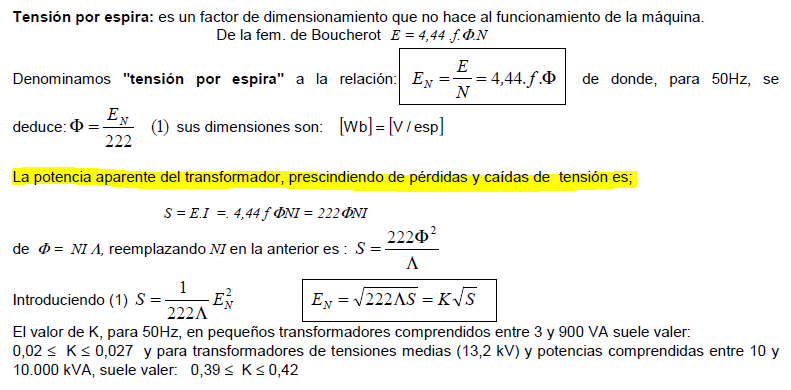 Tensión por espira: es un factor de dimensionamiento que no hace al funcionamiento de la máquina.
De la fem. de Boucherot E = 4,44 .f.Φ.N
Denominamos "tensión por espira" a la relación: E_N = E/N = 4,44.f.Φ de donde, para 50Hz, se
deduce: Φ = E_N/222 (1) sus dimensiones son: [Wb] = [V / esp]
La potencia aparente del transformador, prescindiendo de pérdidas y caídas de tensión es;
S = E.I =. 4,44 f ΦNI = 222ΦNI
de Φ = NI Λ, reemplazando NI en la anterior es : S = 222Φ²/Λ
Introduciendo (1) S = 1/(222Λ) E_N² E_N = √(222ΛS) = K√S
El valor de K, para 50Hz, en pequeños transformadores comprendidos entre 3 y 900 VA suele valer:
0,02 ≤ K ≤ 0,027 y para transformadores de tensiones medias (13,2 kV) y potencias comprendidas entre 10 y
10.000 kVA, suele valer: 0,39 ≤ K ≤ 0,42